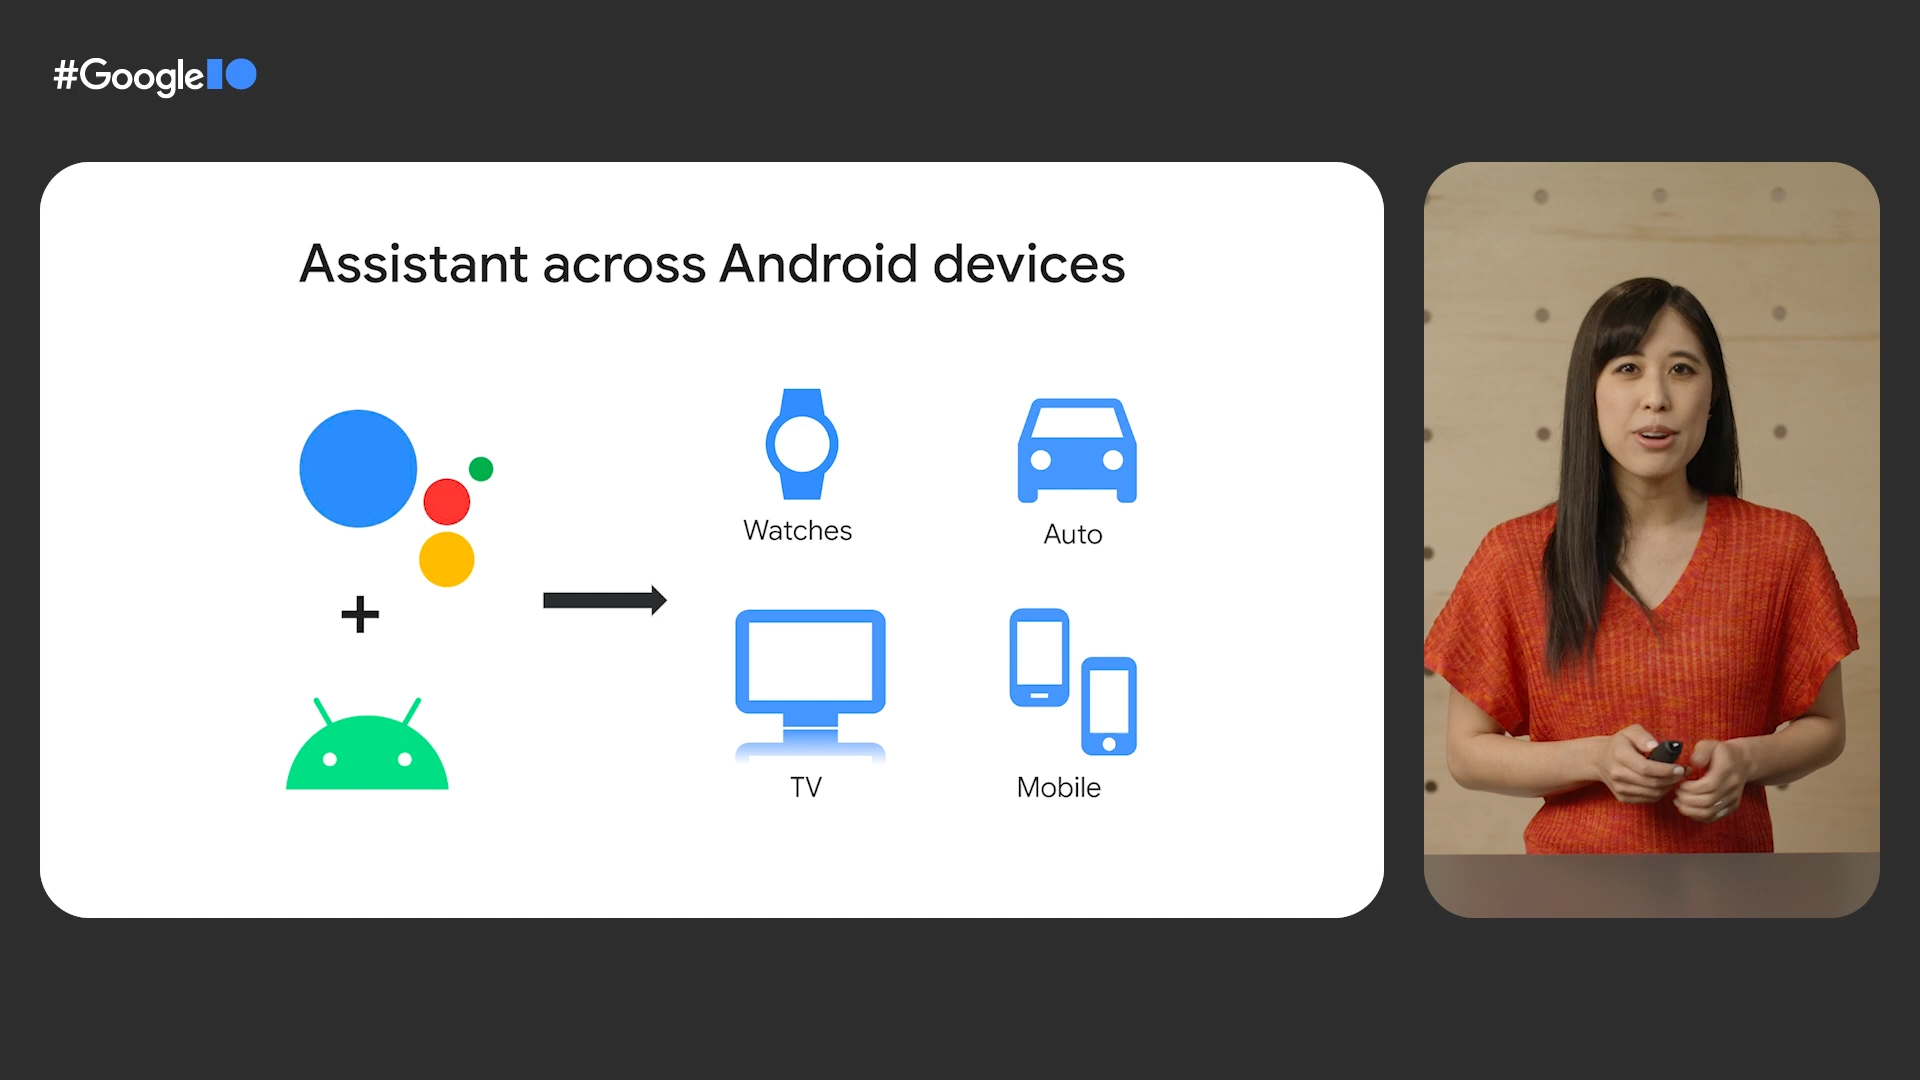 #GoogleIO
Assistant across Android devices
Watches
Auto
TV
Mobile